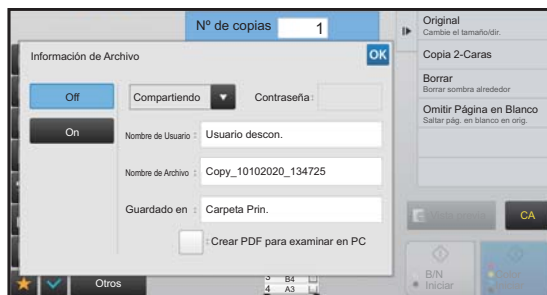 Nº de copias
1
Información de Archivo
OK
Off
On
Compartiendo
Contraseña :
Nombre de Usuario :
Usuario descon.
Nombre de Archivo :
Copy_10102020_134725
Guardado en :
Carpeta Prin.
: Crear PDF para examinar en PC
Otros
3 B4
4 A3
Original
Cambie el tamaño/dir.
Copia 2-Caras
Borrar
Borrar sombra alrededor
Omitir Página en Blanco
Saltar pág. en blanco en orig.
CA
B/N
Iniciar